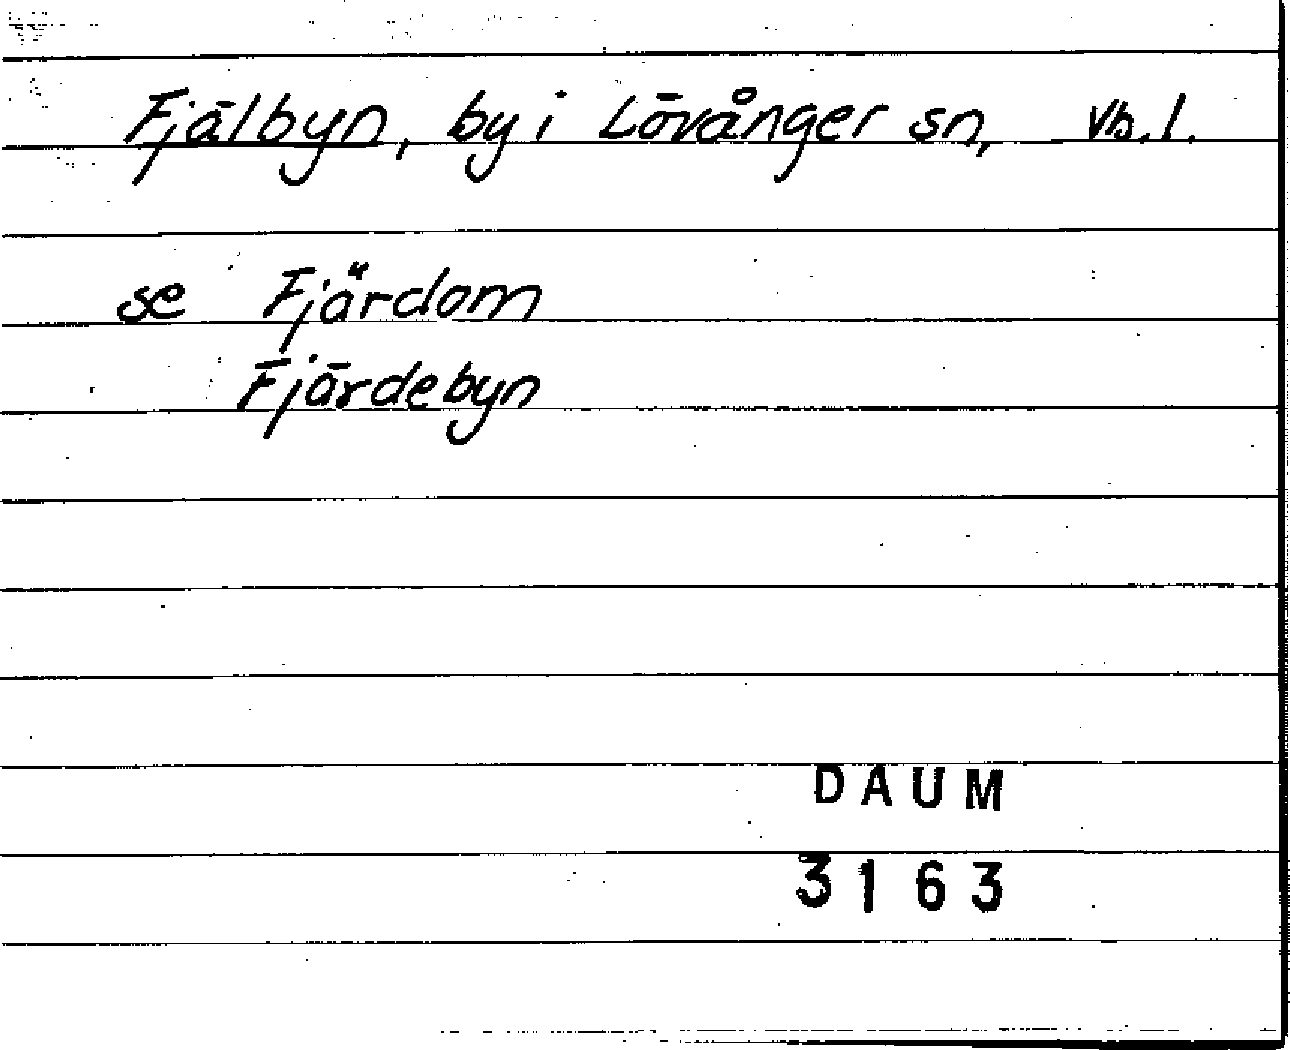 Fjälbyn, by i Lövånger sn, Vb. l.
se Fjärdom
Fjärdebyn
DAUM
3163